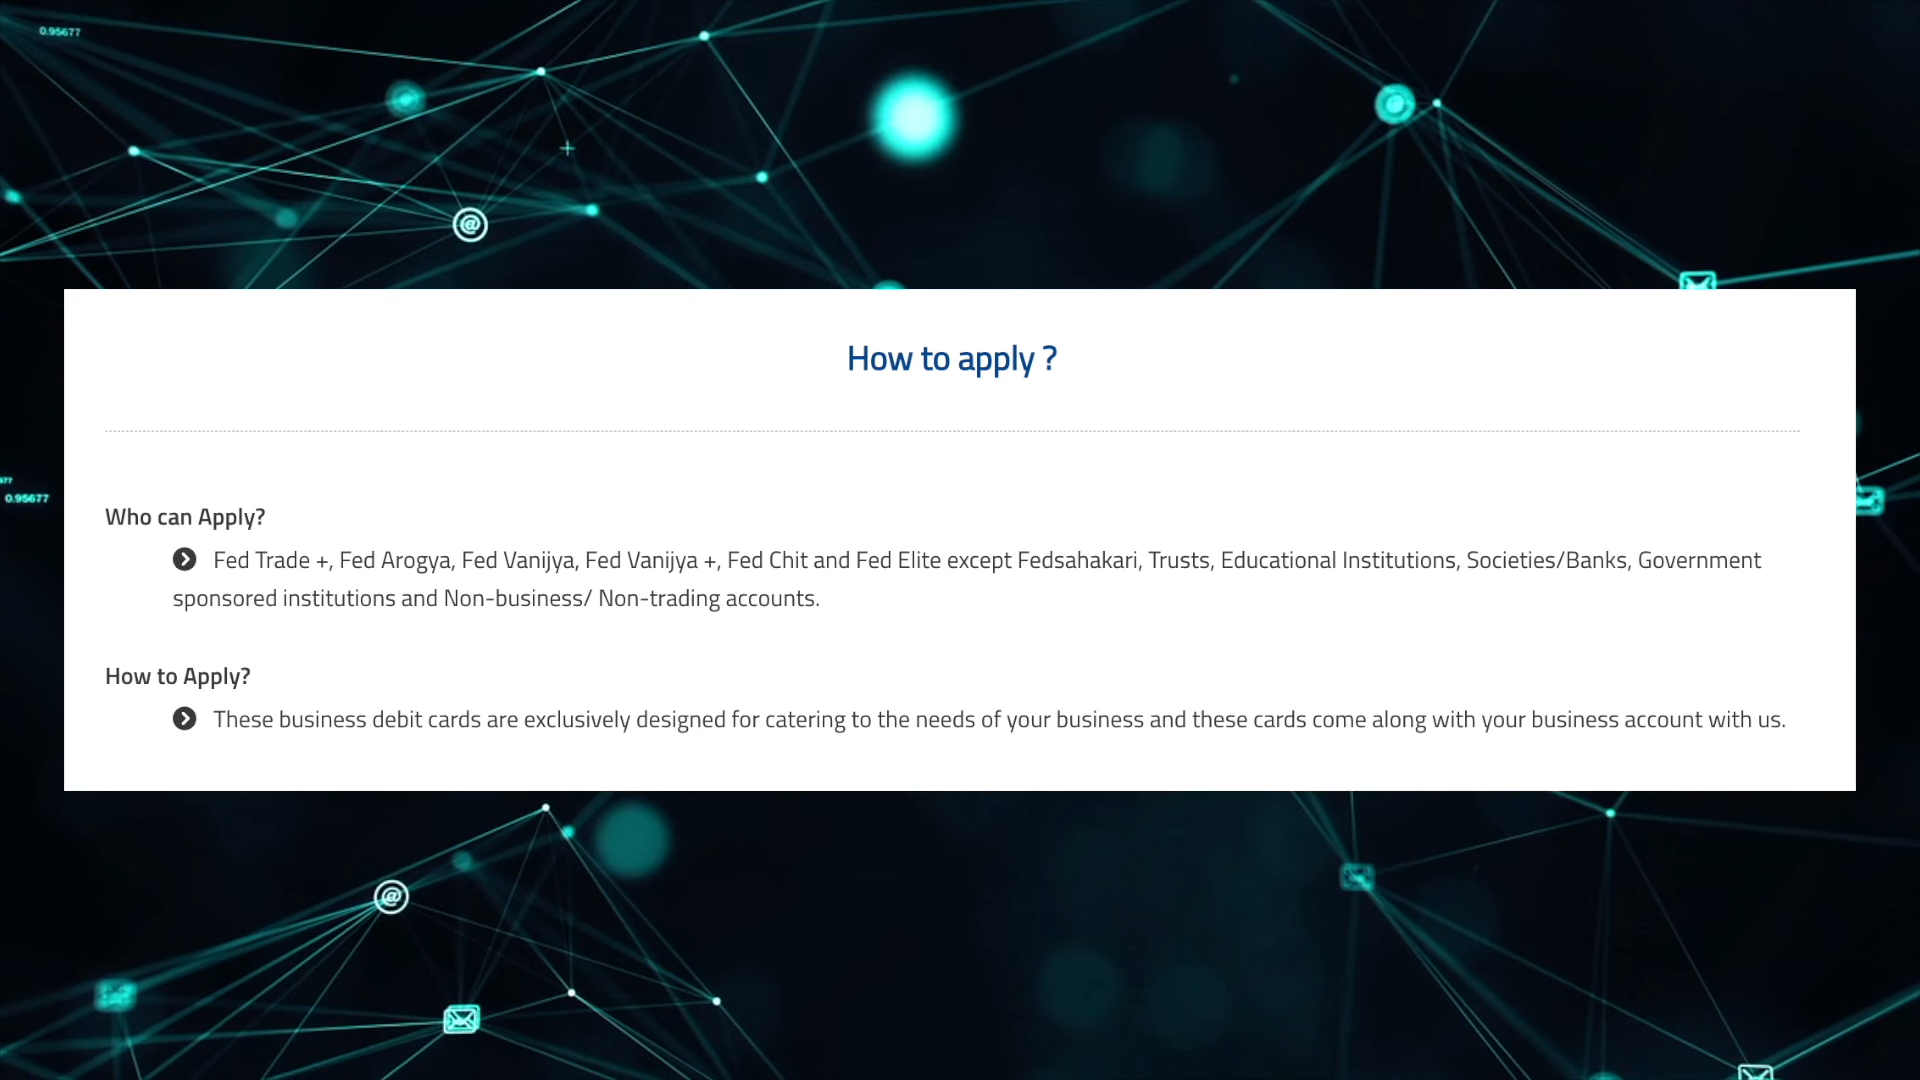 0.95677
How to apply ?
0.95677
Who can Apply?
Fed Trade +, Fed Arogya, Fed Vanijya, Fed Vanijya +, Fed Chit and Fed Elite except Fedsahakari, Trusts, Educational Institutions, Societies/Banks, Government
sponsored institutions and Non-business/ Non-trading accounts.
How to Apply?
These business debit cards are exclusively designed for catering to the needs of your business and these cards come along with your business account with us.